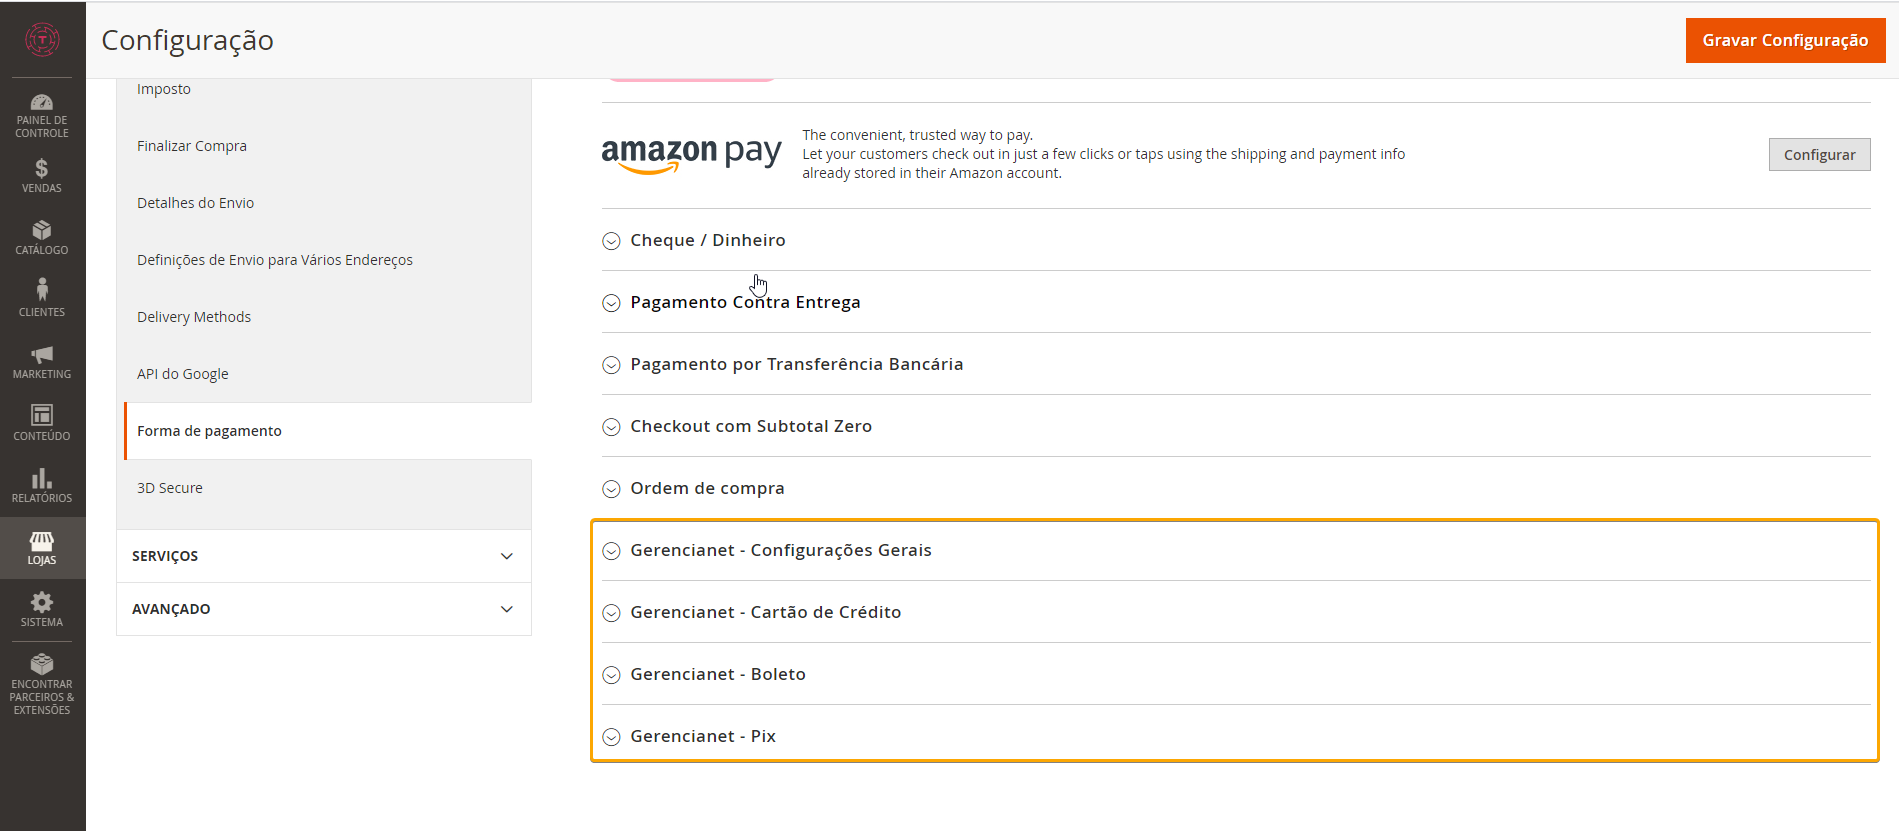 Configuração
Gravar Configuração
PAINEL DE
CONTROLE
VENDAS
CATÁLOGO
CLIENTES
MARKETING
CONTEÚDO
RELATÓRIOS
LOJAS
SISTEMA
ENCONTRAR
PARCEIROS &
EXTENSÕES
Imposto
Finalizar Compra
Detalhes do Envio
Definições de Envio para Vários Endereços
Delivery Methods
API do Google
Forma de pagamento
3D Secure
SERVIÇOS
AVANÇADO
amazon pay
The convenient, trusted way to pay.
Let your customers check out in just a few clicks or taps using the shipping and payment info
already stored in their Amazon account.
Configurar
Cheque / Dinheiro
Pagamento Contra Entrega
Pagamento por Transferência Bancária
Checkout com Subtotal Zero
Ordem de compra
Gerencianet - Configurações Gerais
Gerencianet - Cartão de Crédito
Gerencianet - Boleto
Gerencianet - Pix